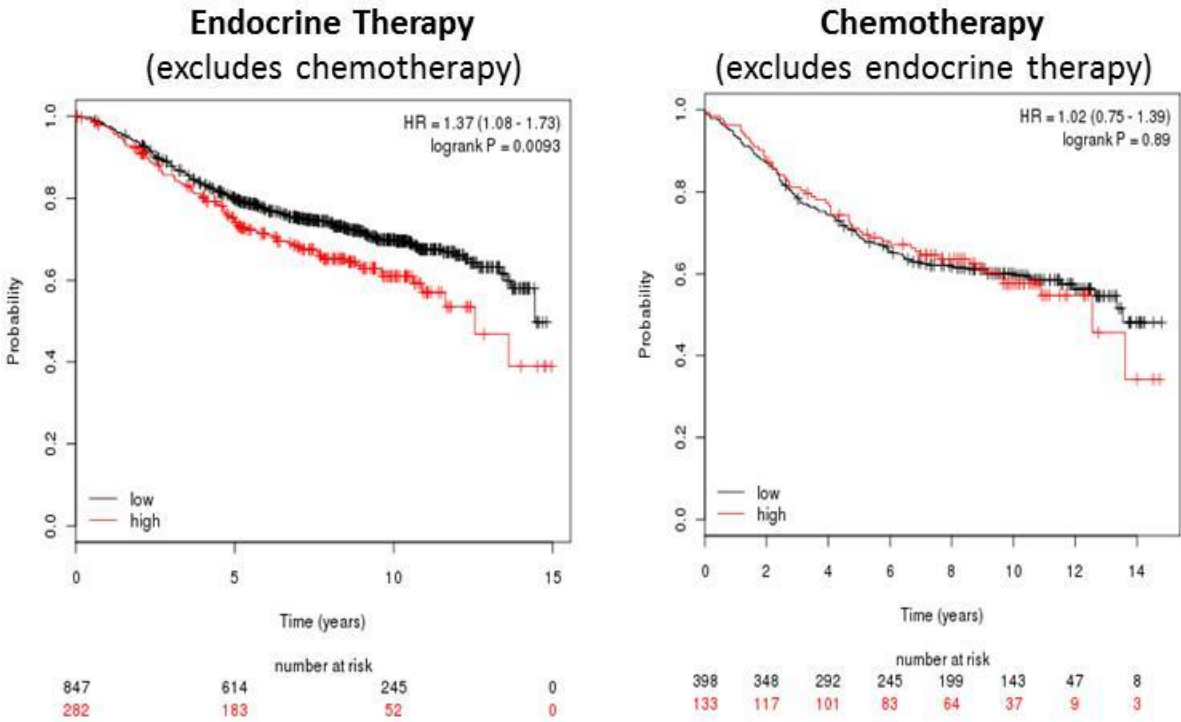 Endocrine Therapy
(excludes chemotherapy)
HR = 1.37 (1.08 - 1.73)
logrank P = 0.0093
Probability
1.0
0.8
0.6
0.4
0.2
0.0
low
high
0 5 10 15
Time (years)
number at risk
847 614 245 0
282 183 52 0
Chemotherapy
(excludes endocrine therapy)
HR = 1.02 (0.75 - 1.39)
logrank P = 0.89
Probability
1.0
0.8
0.6
0.4
0.2
0.0
low
high
0 2 4 6 8 10 12 14
Time (years)
number at risk
398 348 292 245 199 143 47 8
133 117 101 83 64 37 9 3